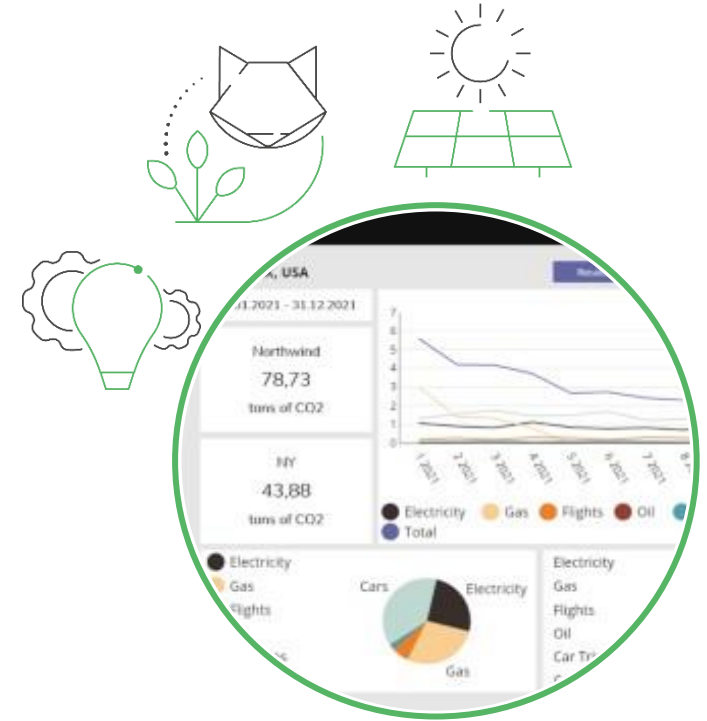 , USA
.2021 - 31.12.2021
Northwind
78,73
tons of CO2
NY
43,88
tons of CO2
7
6
5
4
3
2
1
0
1 2021
2 2021
3 2021
4 2021
5 2021
6 2021
7 2021
8
Electricity
Gas
Flights
Oil
Total
Electricity
Gas
Flights
Cars
Electricity
Gas
Electricity
Gas
Flights
Oil
Car